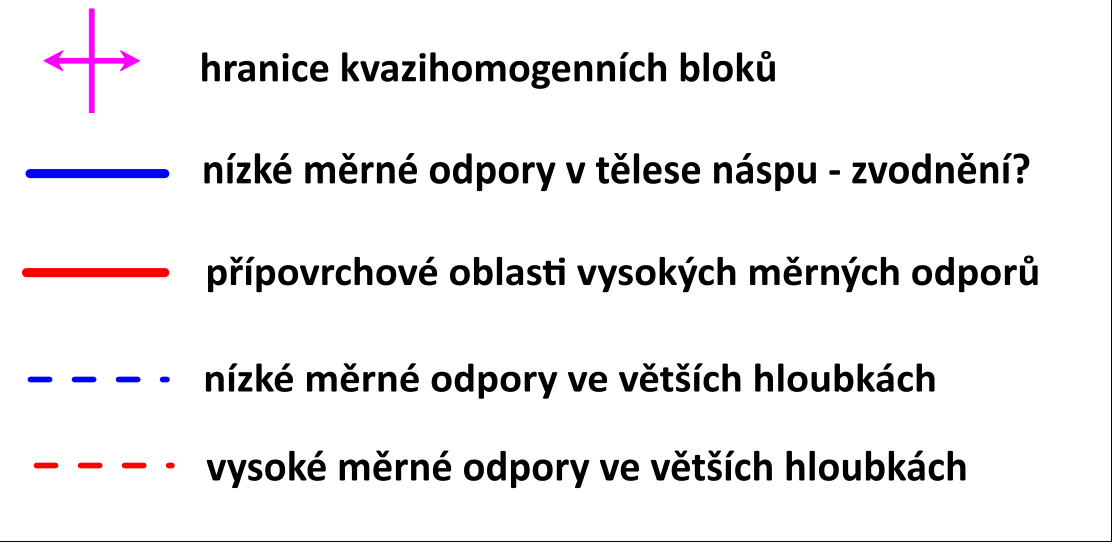 hranice kvazihomogenních bloků
nízké měrné odpory v tělese náspu - zvodnění?
přípovrchové oblasti vysokých měrných odporů
nízké měrné odpory ve větších hloubkách
vysoké měrné odpory ve větších hloubkách